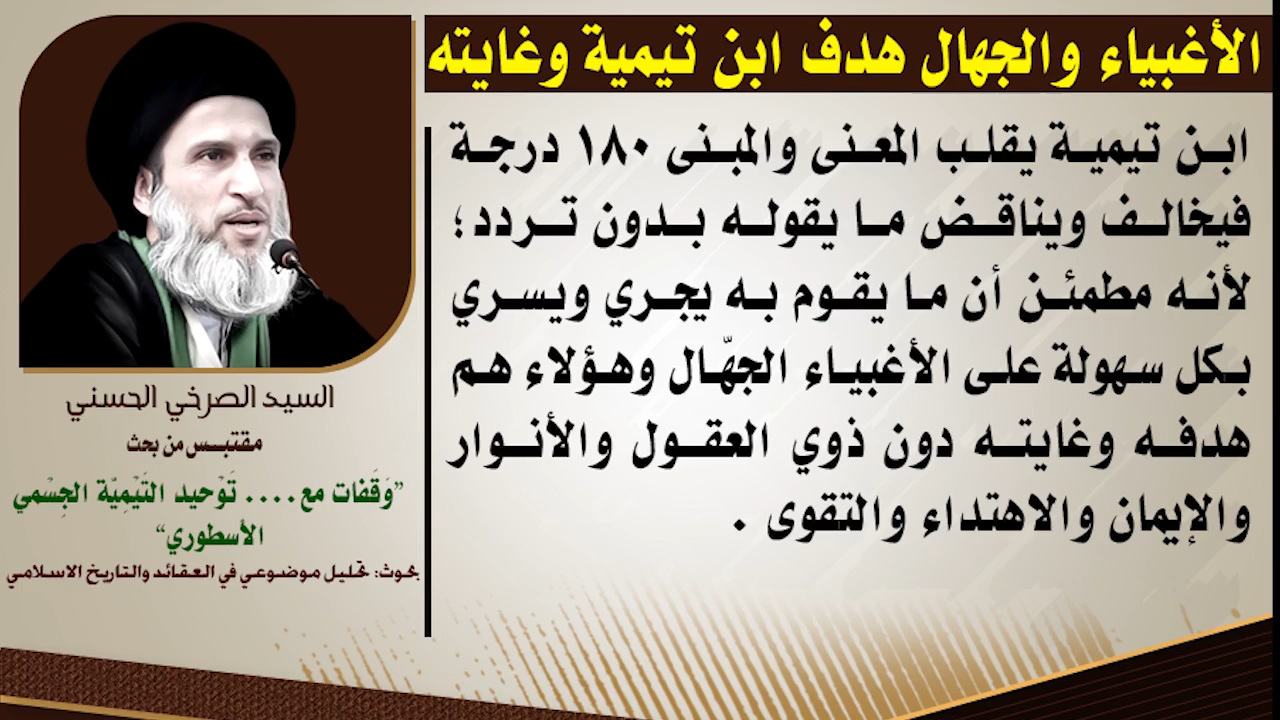 الأغبياء والجهال هدف ابن تيمية وغايته
ابن تيمية يقلب المعنى والمبنى ١٨٠ درجة
فيخالف ويناقض ما يقوله بدون تردد؛
لأنه مطمئن أن ما يقوم به يجري ويسري
بكل سهولة على الأغبياء الجهّال وهؤلاء هم
هدفه وغايته دون ذوي العقول والأنوار
والإيمان والاهتداء والتقوى .
السيد الصرخي الحسني
مقتبس من بحث
"وَقَفات مع.... تَوْحيد التَيْمِيّة الجِسْمي
الأسطوري"
بحوث: تحليل موضوعي في العقائد والتاريخ الاسلامي